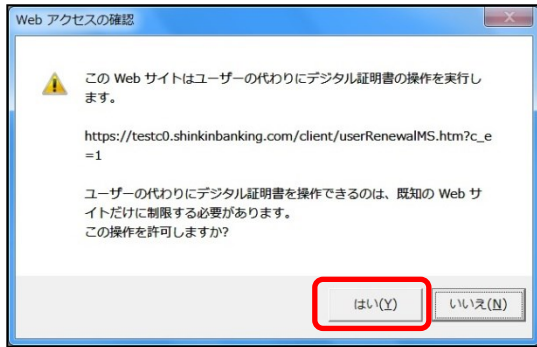 Web アクセスの確認
この Web サイトはユーザーの代わりにデジタル証明書の操作を実行し
ます。
https://testc0.shinkinbanking.com/client/userRenewalMS.htm?c_e
=1
ユーザーの代わりにデジタル証明書を操作できるのは、既知の Web サ
イトだけに制限する必要があります。
この操作を許可しますか?
はい(Y) いいえ(N)